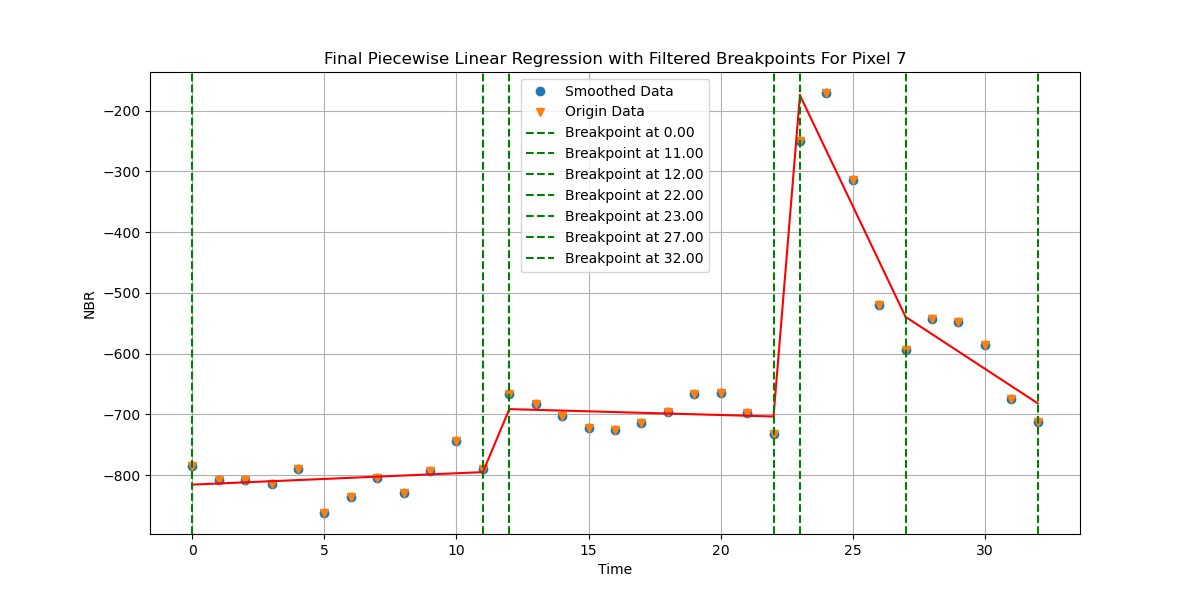 Final Piecewise Linear Regression with Filtered Breakpoints For Pixel 7
Smoothed Data
Origin Data
Breakpoint at 0.00
Breakpoint at 11.00
Breakpoint at 12.00
Breakpoint at 22.00
Breakpoint at 23.00
Breakpoint at 27.00
Breakpoint at 32.00
NBR
−200
−300
−400
−500
−600
−700
−800
0 5 10 15 20 25 30
Time